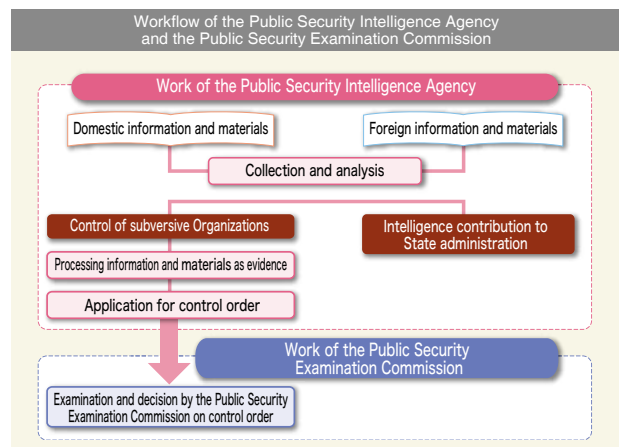 Workflow of the Public Security Intelligence Agency
and the Public Security Examination Commission
Work of the Public Security Intelligence Agency
Domestic information and materials
Foreign information and materials
Collection and analysis
Control of subversive Organizations
Intelligence contribution to
State administration
Processing information and materials as evidence
Application for control order
Work of the Public Security
Examination Commission
Examination and decision by the Public Security
Examination Commission on control order